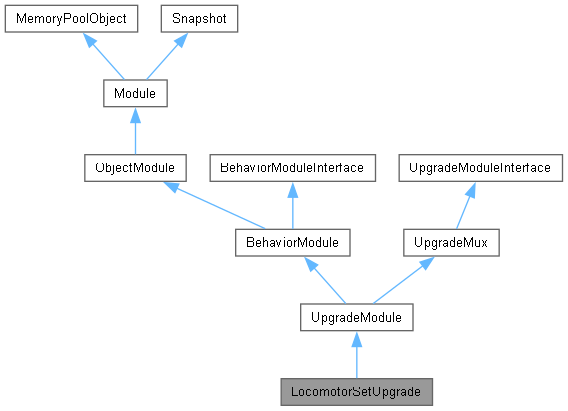 MemoryPoolObject
Snapshot
Module
ObjectModule
BehaviorModuleInterface
UpgradeModuleInterface
BehaviorModule
UpgradeMux
UpgradeModule
LocomotorSetUpgrade